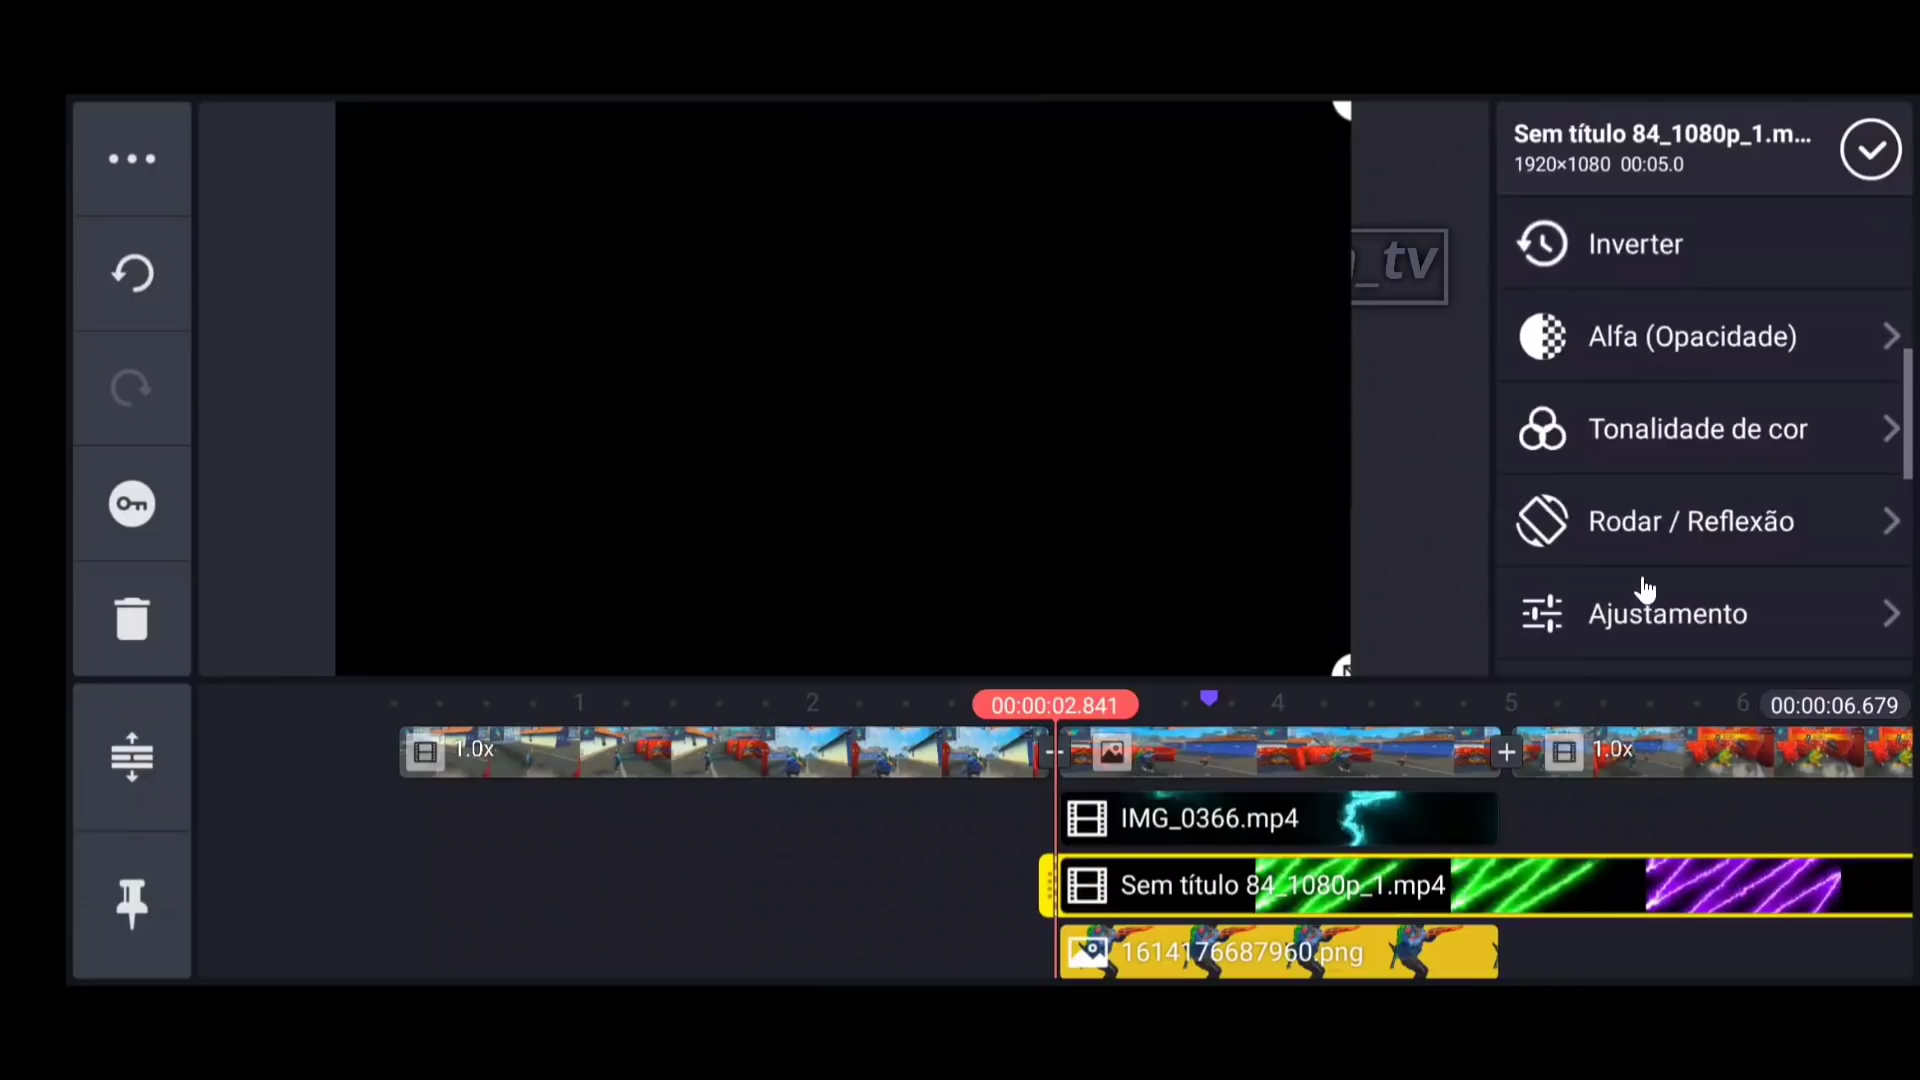 Sem título 84_1080p_1.m...
1920×1080 00:05.0
Inverter
_tv
Alfa (Opacidade)
Tonalidade de cor
Rodar / Reflexão
Ajustamento
1
2
00:00:02.841
4
5
6
00:00:06.679
1.0x
1.0x
IMG_0366.mp4
Sem título 84_1080p_1.mp4
1614176687960.png